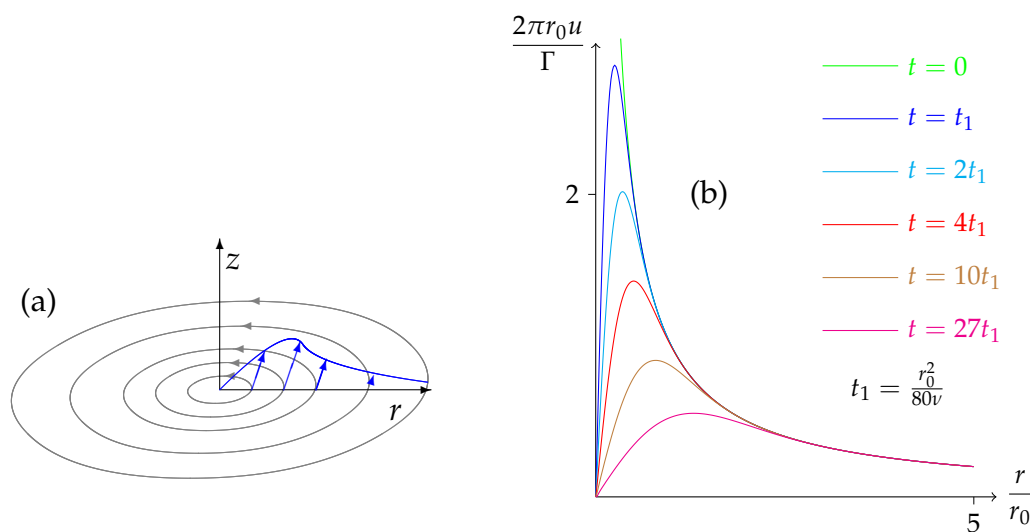 (a)
z
r
2πr₀u
Γ
2
(b)
t = 0
t = t₁
t = 2t₁
t = 4t₁
t = 10t₁
t = 27t₁
t₁ = r₀²/80ν
5
r
r₀